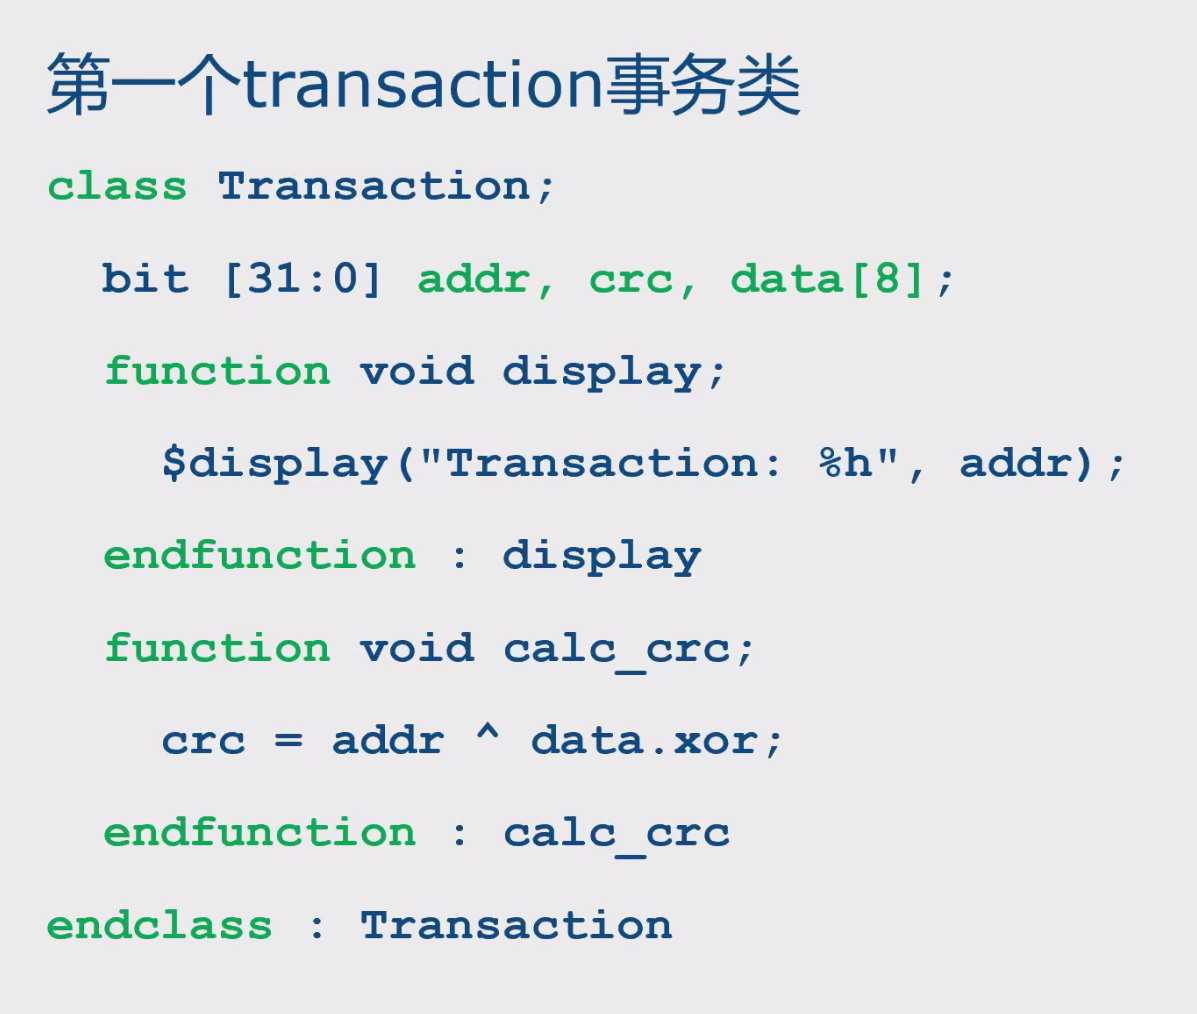 第一个transaction事务类
class Transaction;
bit [31:0] addr, crc, data[8];
function void display;
$display("Transaction: %h", addr);
endfunction : display
function void calc_crc;
crc = addr ^ data.xor;
endfunction : calc_crc
endclass : Transaction